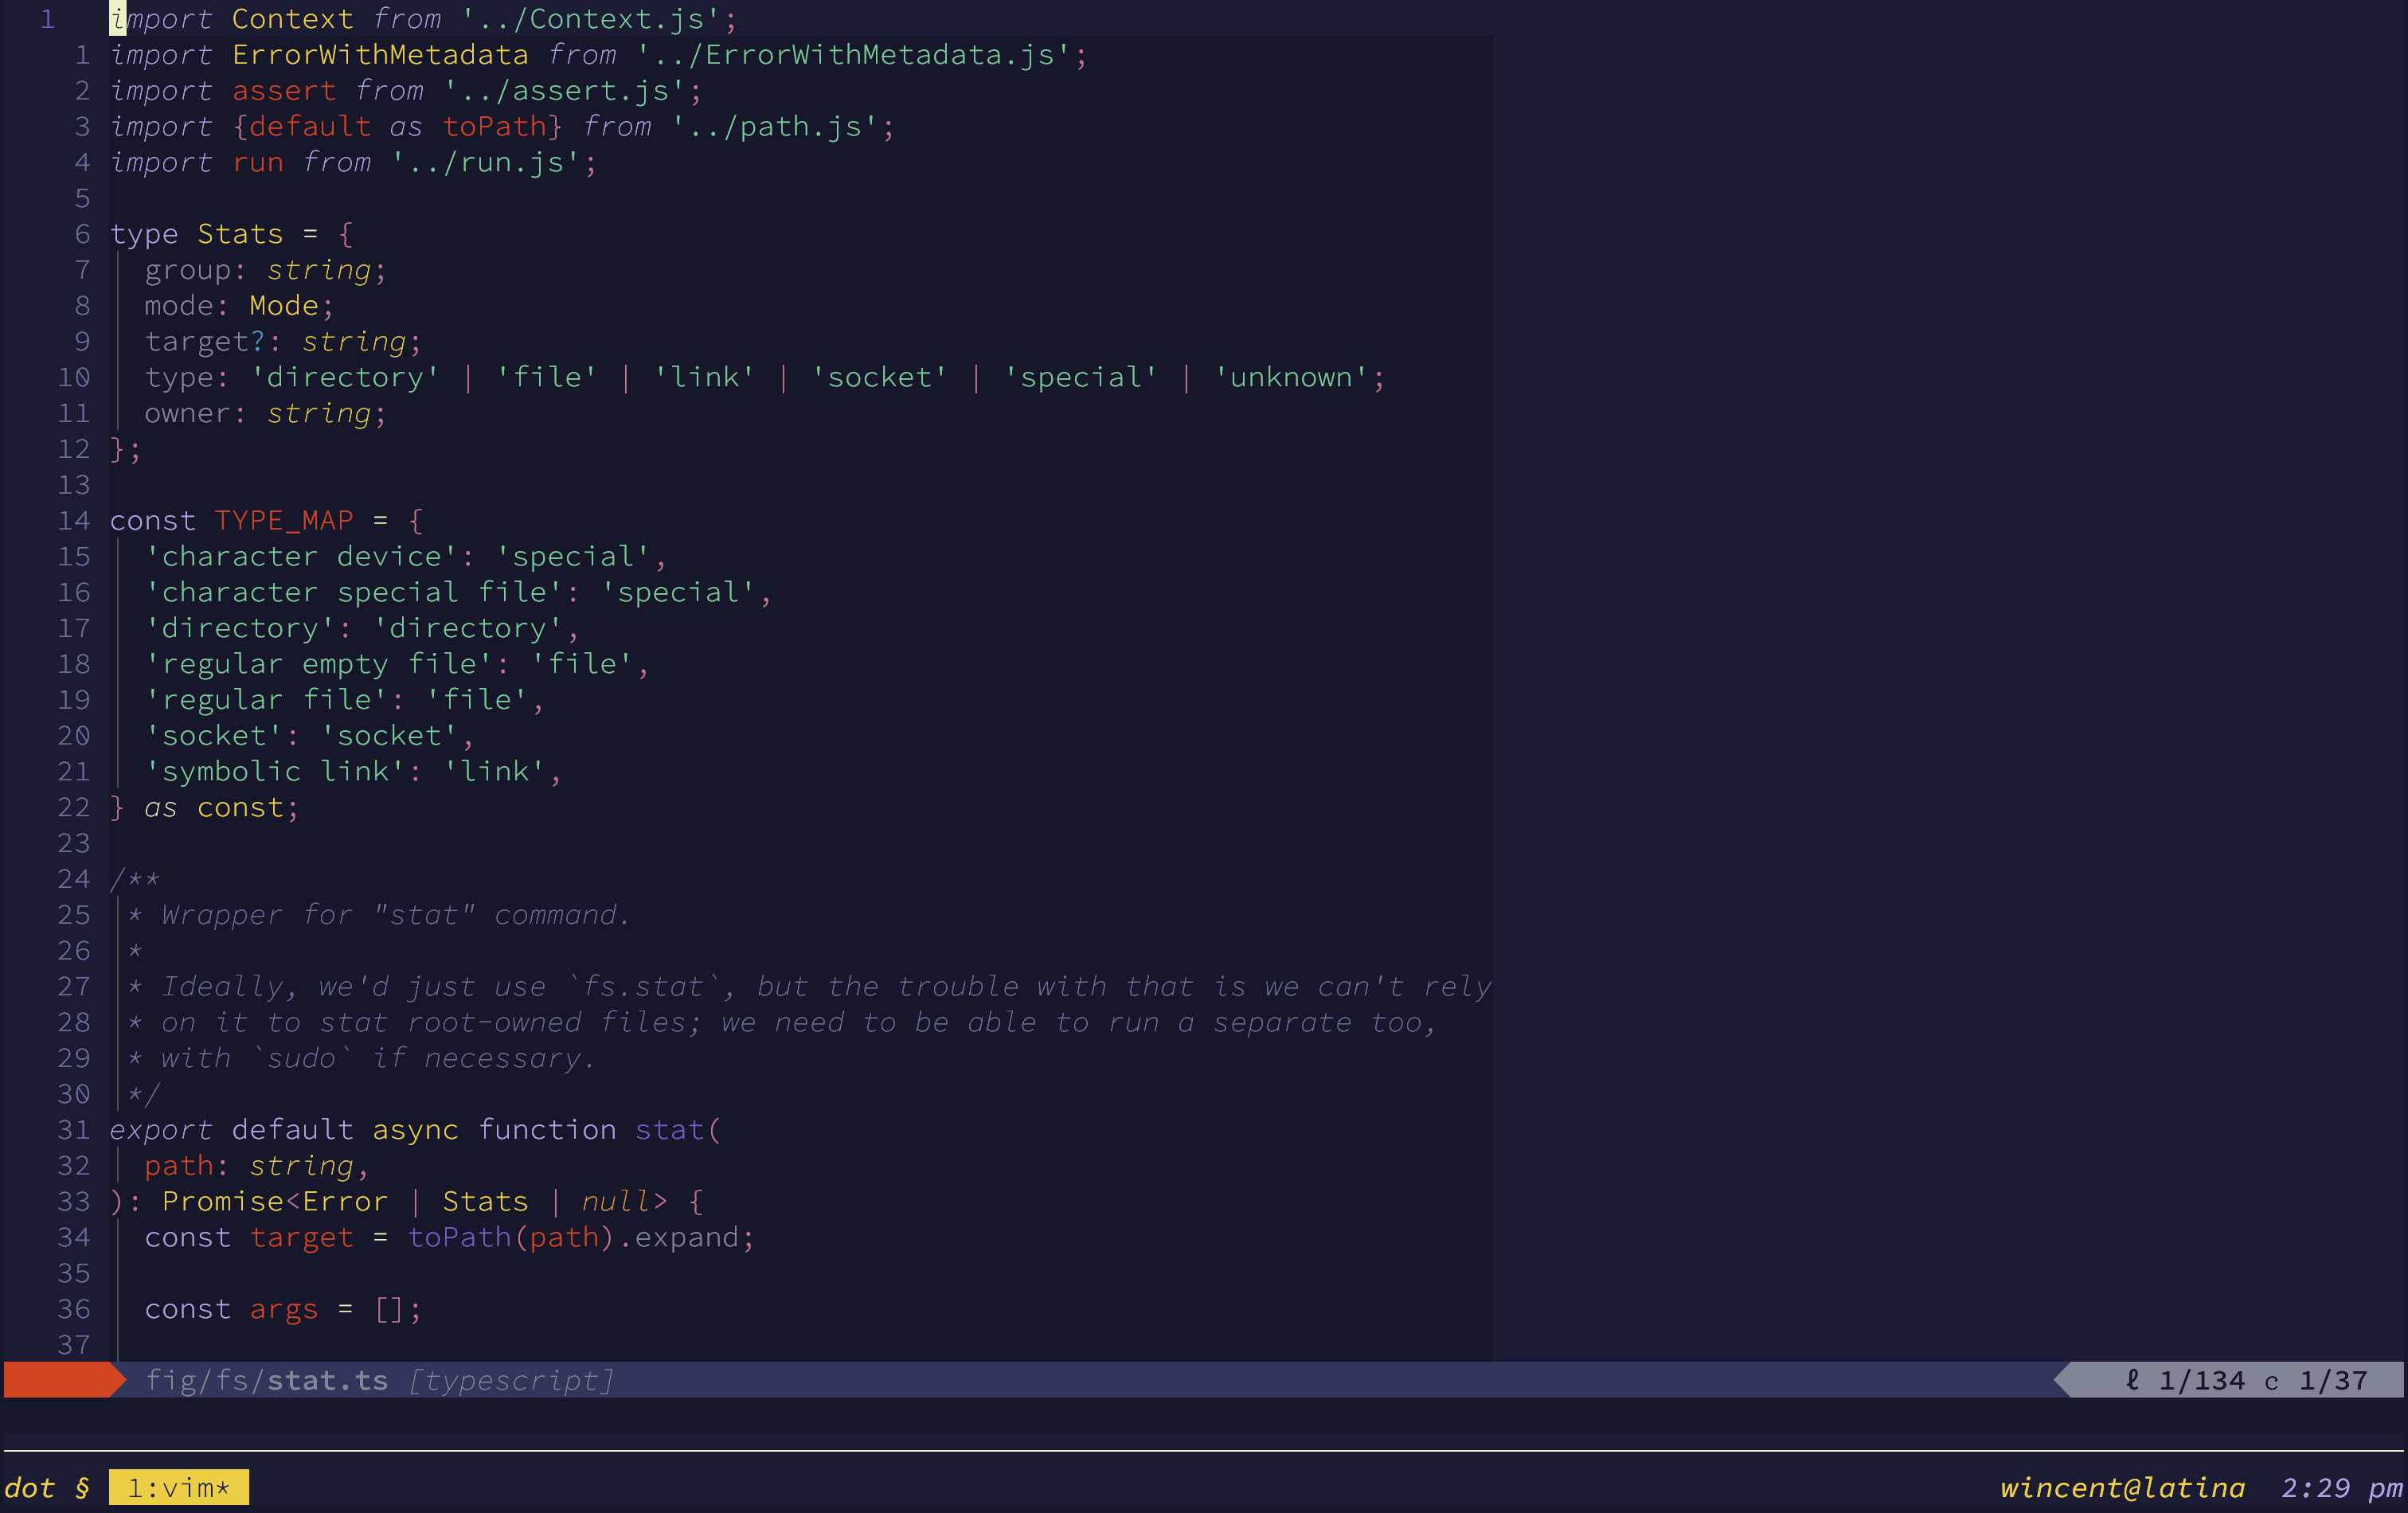 1 import Context from '../Context.js';
1 import ErrorWithMetadata from '../ErrorWithMetadata.js';
2 import assert from '../assert.js';
3 import {default as toPath} from '../path.js';
4 import run from '../run.js';
5
6 type Stats = {
7   group: string;
8   mode: Mode;
9   target?: string;
10   type: 'directory' | 'file' | 'link' | 'socket' | 'special' | 'unknown';
11   owner: string;
12 };
13
14 const TYPE_MAP = {
15   'character device': 'special',
16   'character special file': 'special',
17   'directory': 'directory',
18   'regular empty file': 'file',
19   'regular file': 'file',
20   'socket': 'socket',
21   'symbolic link': 'link',
22 } as const;
23
24 /**
25  * Wrapper for "stat" command.
26  *
27  * Ideally, we'd just use `fs.stat`, but the trouble with that is we can't rely
28  * on it to stat root-owned files; we need to be able to run a separate too,
29  * with `sudo` if necessary.
30  */
31 export default async function stat(
32   path: string,
33 ): Promise<Error | Stats | null> {
34   const target = toPath(path).expand;
35
36   const args = [];
37
fig/fs/stat.ts [typescript] ℓ 1/134 c 1/37
dot § 1:vim* wincent@latina 2:29 pm